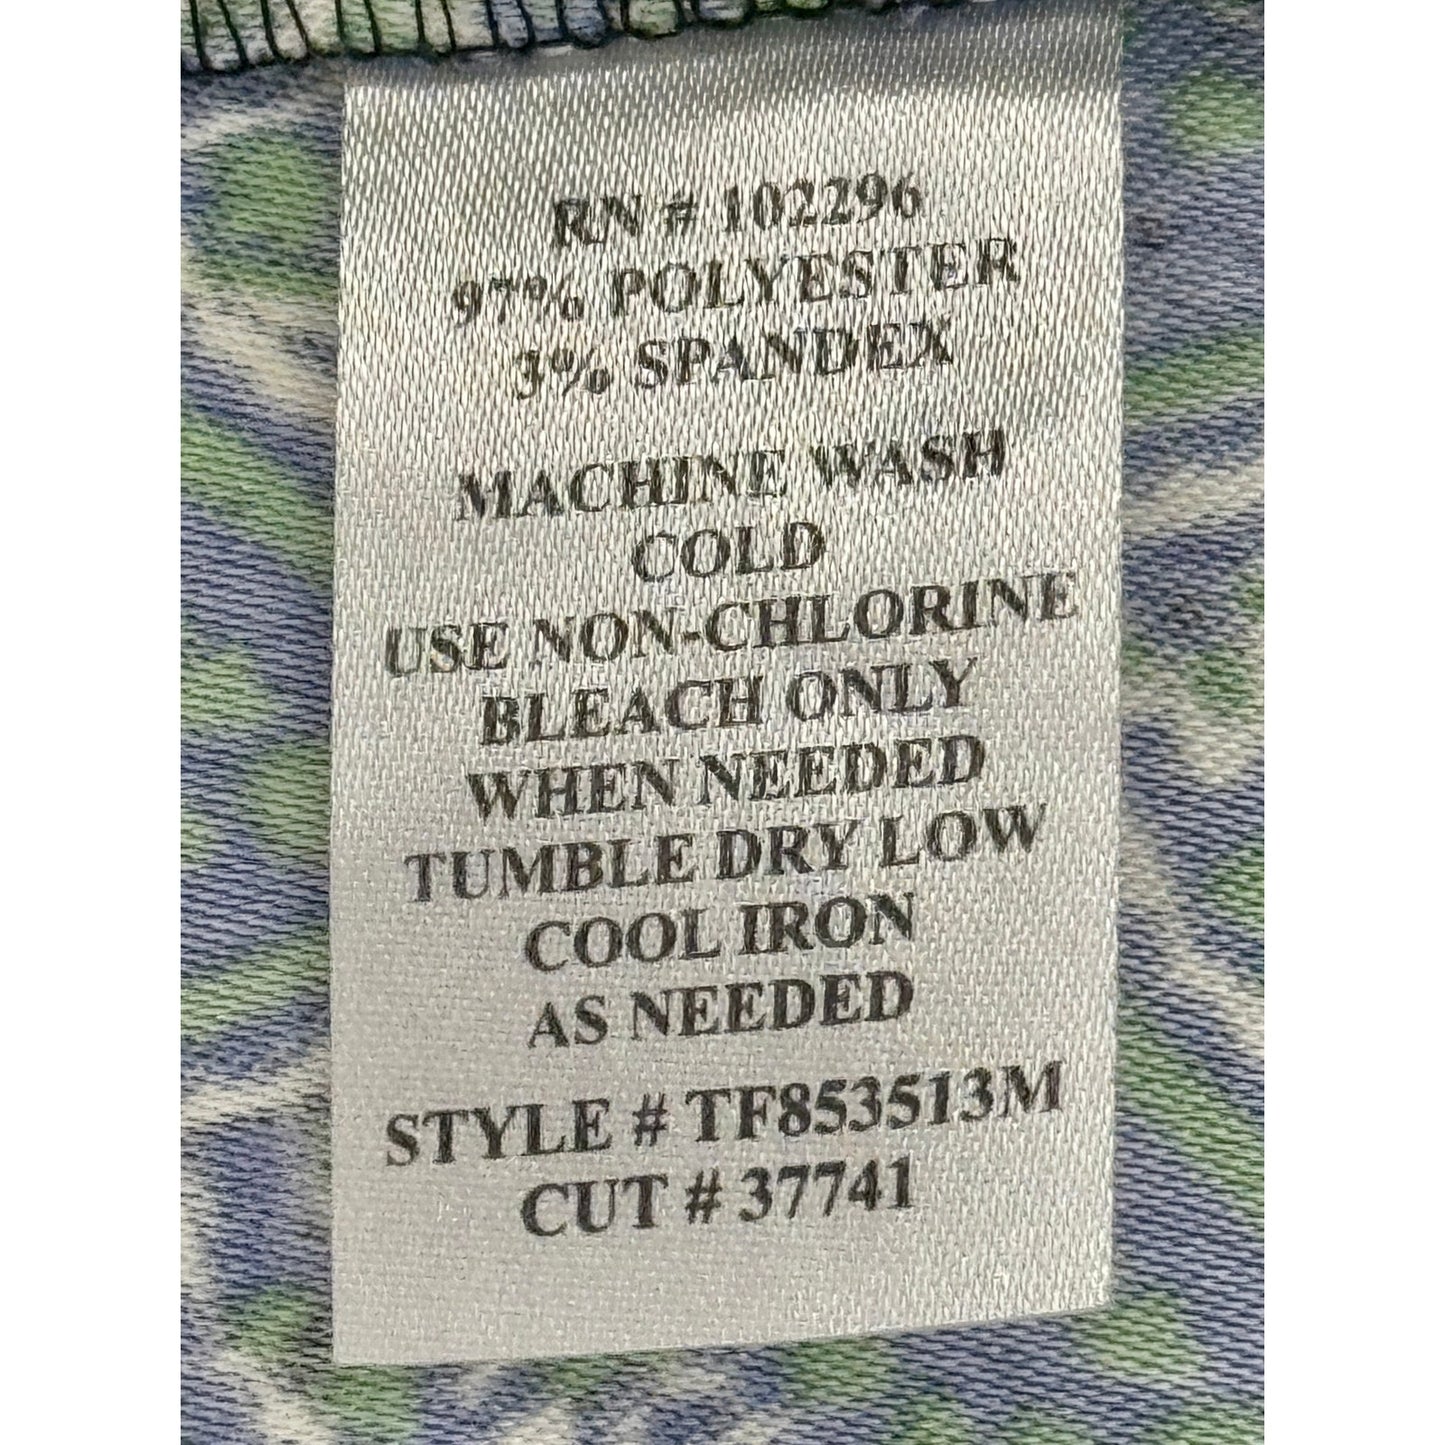 RN # 102296
97% POLYESTER
3% SPANDEX
MACHINE WASH
COLD
USE NON-CHLORINE
BLEACH ONLY
WHEN NEEDED
TUMBLE DRY LOW
COOL IRON
AS NEEDED
STYLE # TF853513M
CUT # 37741